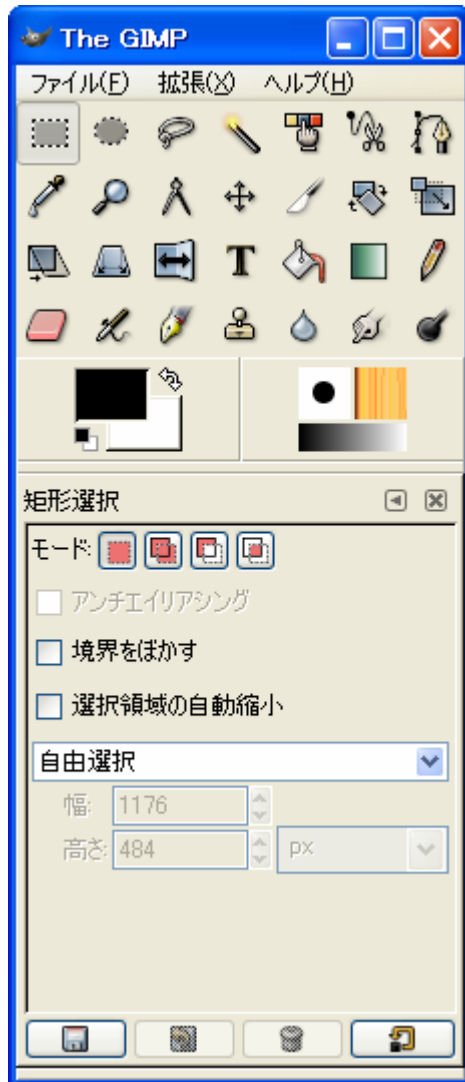 The GIMP
ファイル(F) 拡張(X) ヘルプ(H)
矩形選択
モード:
アンチエイリアシング
境界をぼかす
選択領域の自動縮小
自由選択
幅: 1176
高さ: 484 px